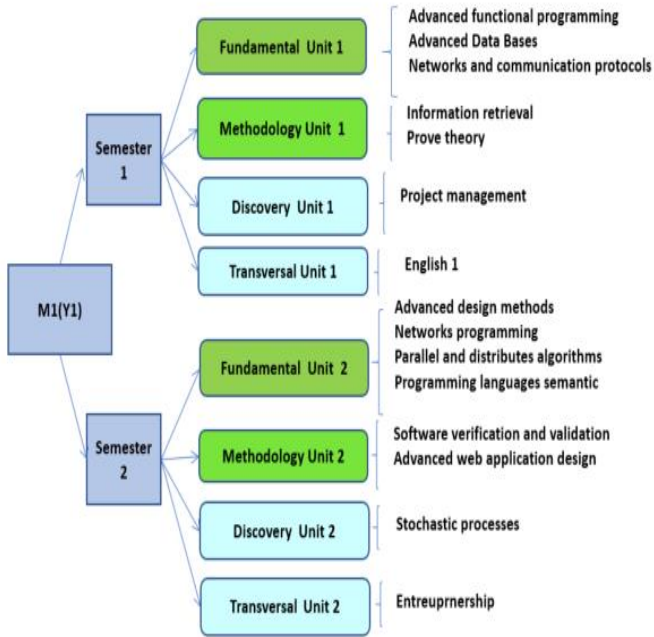 M1(Y1)
Semester
1
Fundamental Unit 1
Advanced functional programming
Advanced Data Bases
Networks and communication protocols
Methodology Unit 1
Information retrieval
Prove theory
Discovery Unit 1
Project management
Transversal Unit 1
English 1
Semester
2
Fundamental Unit 2
Advanced design methods
Networks programming
Parallel and distributes algorithms
Programming languages semantic
Methodology Unit 2
Software verification and validation
Advanced web application design
Discovery Unit 2
Stochastic processes
Transversal Unit 2
Entreuprnership